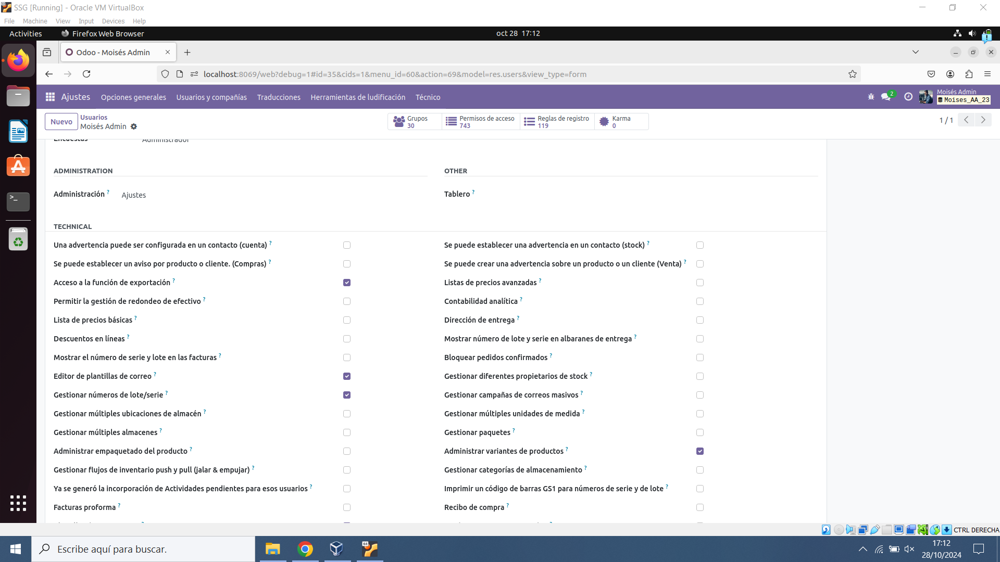 SSG [Running] - Oracle VM VirtualBox
File Machine View Input Devices Help
Activities Firefox Web Browser oct 28 17:12
Odoo - Moisés Admin
localhost:8069/web?debug=1#id=35&cids=1&menu_id=60&action=69&model=res.users&view_type=form
Ajustes Opciones generales Usuarios y compañías Traducciones Herramientas de ludificación Técnico 2 Moisés Admin
Moises_AA_23
Nuevo Usuarios
Moisés Admin
Grupos 30
Permisos de acceso 743
Reglas de registro 119
Karma 0
1 / 1
Encuestas Administrador
ADMINISTRATION OTHER
Administración ? Ajustes Tablero ?
TECHNICAL
Una advertencia puede ser configurada en un contacto (cuenta) ? Se puede establecer una advertencia en un contacto (stock) ?
Se puede establecer un aviso por producto o cliente. (Compras) ? Se puede crear una advertencia sobre un producto o un cliente (Venta) ?
Acceso a la función de exportación ? Listas de precios avanzadas ?
Permitir la gestión de redondeo de efectivo ? Contabilidad analítica ?
Lista de precios básicas ? Dirección de entrega ?
Descuentos en líneas ? Mostrar número de lote y serie en albaranes de entrega ?
Mostrar el número de serie y lote en las facturas ? Bloquear pedidos confirmados ?
Editor de plantillas de correo ? Gestionar diferentes propietarios de stock ?
Gestionar números de lote/serie ? Gestionar campañas de correos masivos ?
Gestionar múltiples ubicaciones de almacén ? Gestionar múltiples unidades de medida ?
Gestionar múltiples almacenes ? Gestionar paquetes ?
Administrar empaquetado del producto ? Administrar variantes de productos ?
Gestionar flujos de inventario push y pull (jalar & empujar) ? Gestionar categorías de almacenamiento ?
Ya se generó la incorporación de Actividades pendientes para esos usuarios ? Imprimir un código de barras GS1 para números de serie y de lote ?
Facturas proforma ? Recibo de compra ?
CTRL DERECHA
Escribe aquí para buscar. 64 17:12
28/10/2024